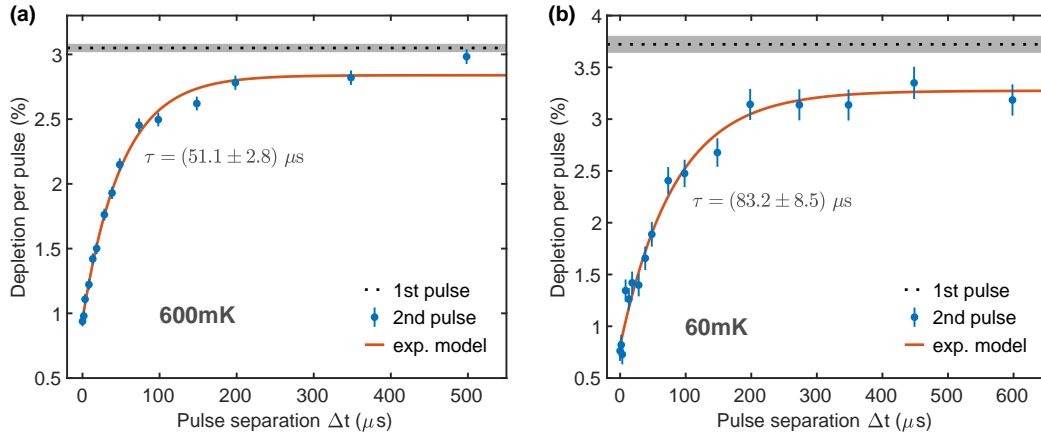 (a)
Depletion per pulse (%)
3.5
3
2.5
2
1.5
1
0.5
τ = (51.1 ± 2.8) μs
600mK
1st pulse
2nd pulse
exp. model
0 100 200 300 400 500
Pulse separation Δt (μs)
(b)
Depletion per pulse (%)
4
3.5
3
2.5
2
1.5
1
0.5
τ = (83.2 ± 8.5) μs
60mK
1st pulse
2nd pulse
exp. model
0 100 200 300 400 500 600
Pulse separation Δt (μs)